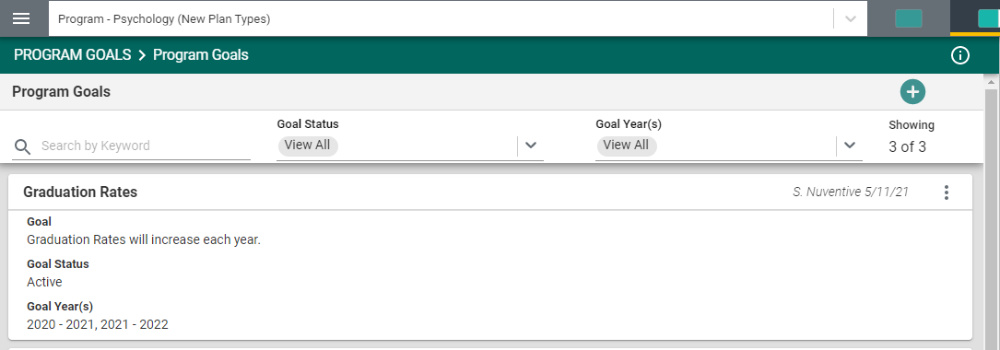 Program - Psychology (New Plan Types)
PROGRAM GOALS > Program Goals
Program Goals
Goal Status
Goal Year(s)
Showing
Search by Keyword
View All
View All
3 of 3
Graduation Rates
S. Nuventive 5/11/21
Goal
Graduation Rates will increase each year.
Goal Status
Active
Goal Year(s)
2020 - 2021, 2021 - 2022